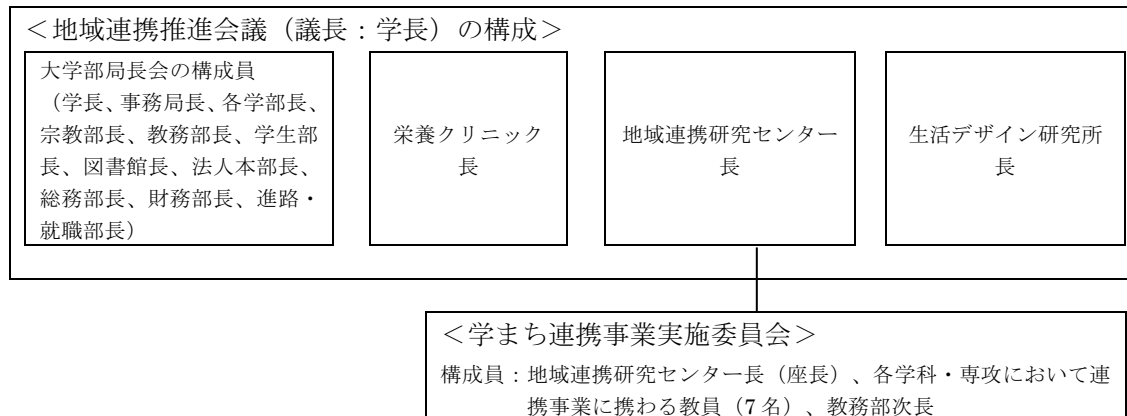 ＜地域連携推進会議（議長：学長）の構成＞
大学部局長会の構成員
（学長、事務局長、各学部長、
宗教部長、教務部長、学生部
長、図書館長、法人本部長、
総務部長、財務部長、進路・
就職部長）
栄養クリニック
長
地域連携研究センター
長
生活デザイン研究所
長
＜学まち連携事業実施委員会＞
構成員：地域連携研究センター長（座長）、各学科・専攻において連
携事業に携わる教員（7 名）、教務部次長